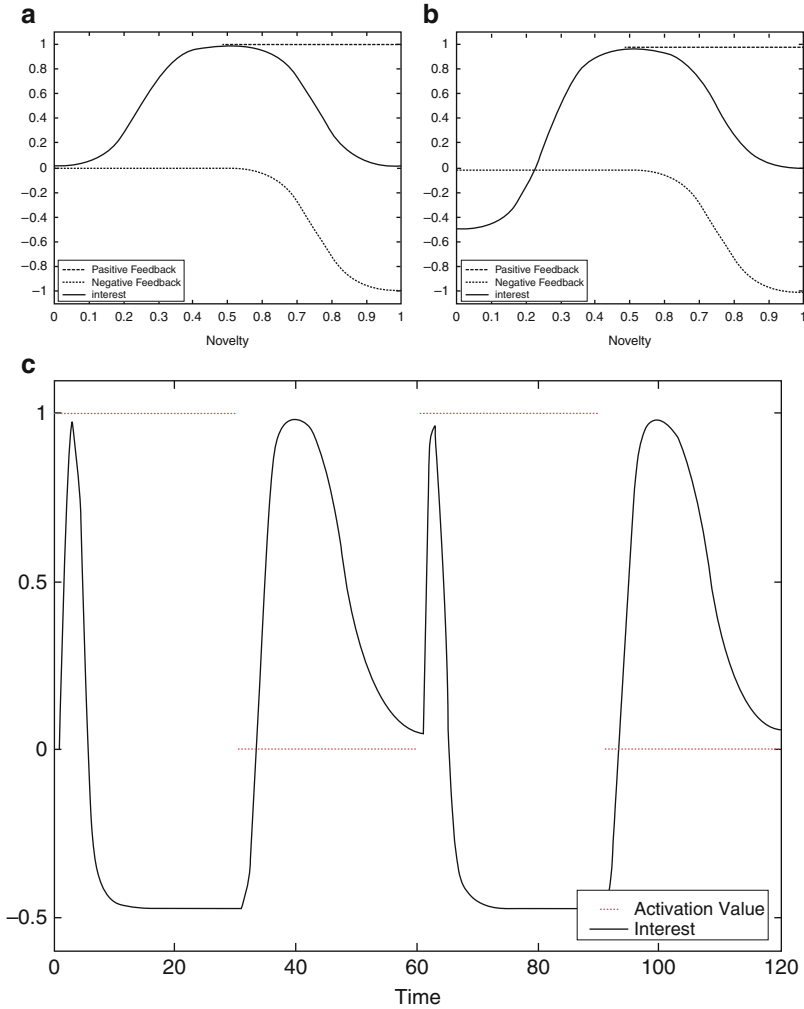 a
1
0.8
0.6
0.4
0.2
0
–0.2
–0.4
–0.6
–0.8
–1
Pasitive Feedback
Negative Feedback
interest
0 0.1 0.2 0.3 0.4 0.5 0.6 0.7 0.8 0.9 1
Novelty
b
1
0.8
0.6
0.4
0.2
0
–0.2
–0.4
–0.6
–0.8
–1
Pasitive Feedback
Negative Feedback
interest
0 0.1 0.2 0.3 0.4 0.5 0.6 0.7 0.8 0.9 1
Novelty
c
1
0.5
0
–0.5
Activation Value
Interest
0 20 40 60 80 100 120
Time